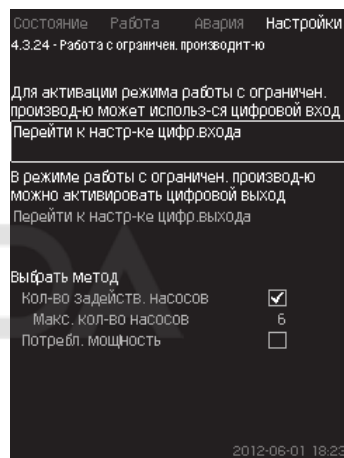 Состояние Работа Авария Настройки
4.3.24 - Работа с ограничен. производит-ю
Для активации режима работы с ограничен.
производ-ю может использ-ся цифровой вход
Перейти к настр-ке цифр.входа
В режиме работы с огранич. производ-ю
можно активировать цифровой выход
Перейти к настр-ке цифр.выхода
Выбрать метод
Кол-во задейств. насосов
Макс. кол-во насосов 6
Потребл. мощность
2012-06-01 18:23